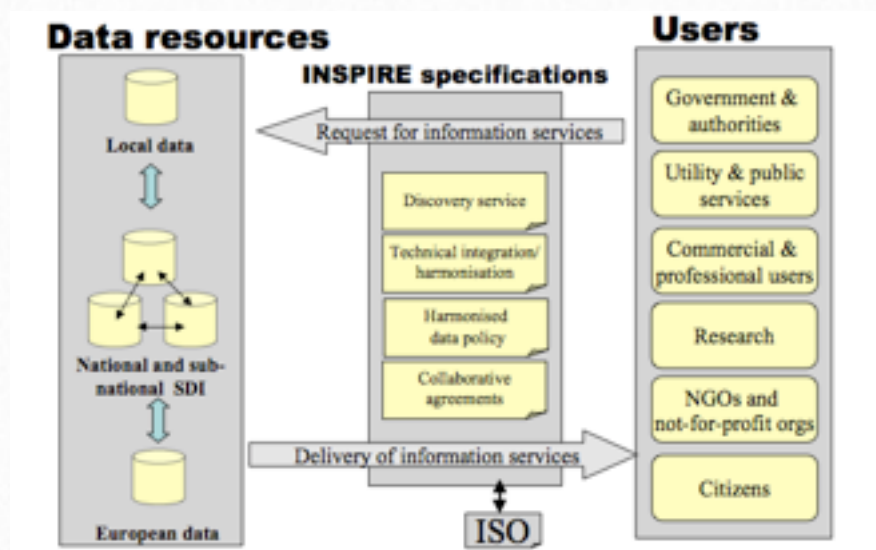 Data resources
Local data
National and sub-
national SDI
European data
INSPIRE specifications
Request for information services
Discovery service
Technical integration/
harmonisation
Harmonised
data policy
Collaborative
agreements
Delivery of information services
ISO
Users
Government &
authorities
Utility & public
services
Commercial &
professional users
Research
NGOs and
not-for-profit orgs
Citizens